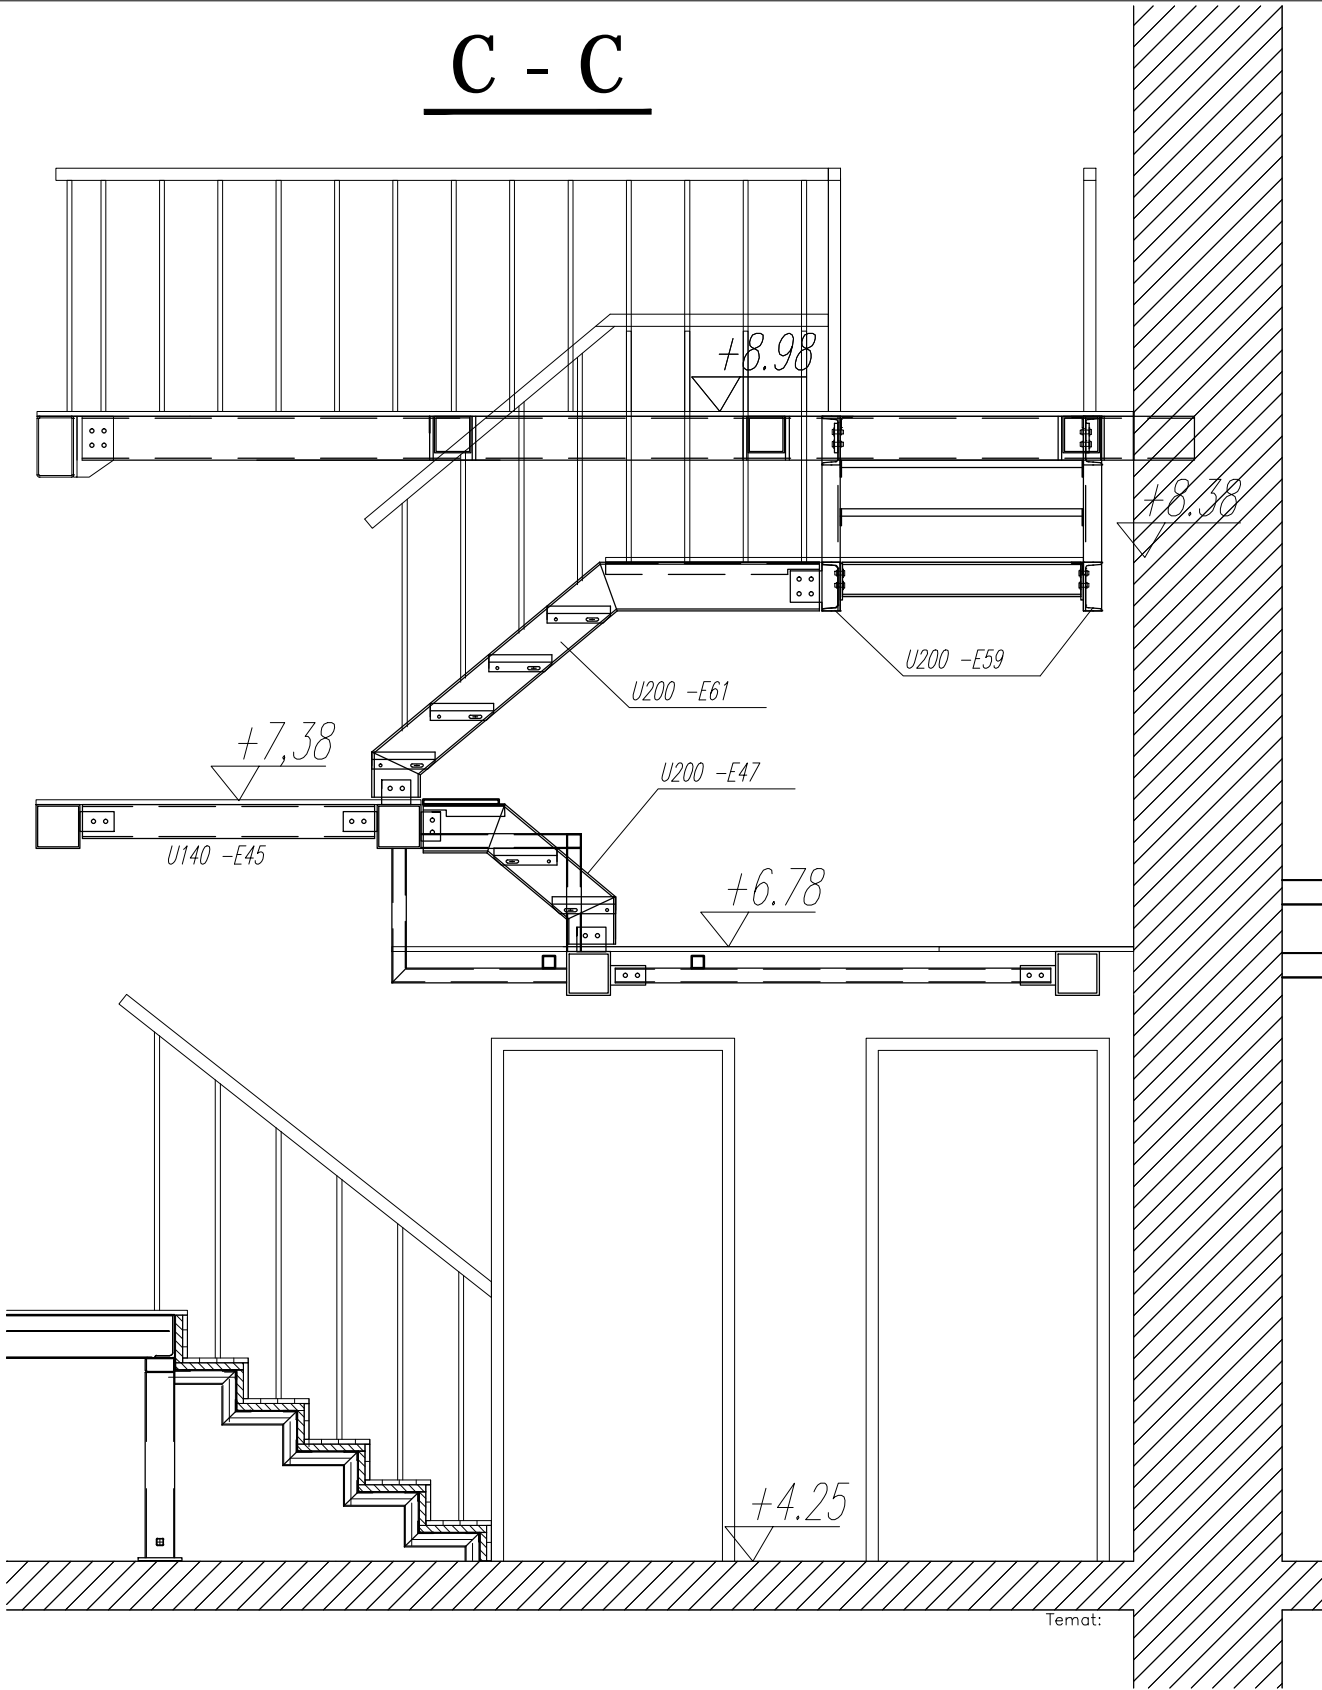 C - C
+8.98
+8.38
U200 -E59
U200 -E61
+7,38
U200 -E47
U140 -E45
+6.78
+4.25
Temat: